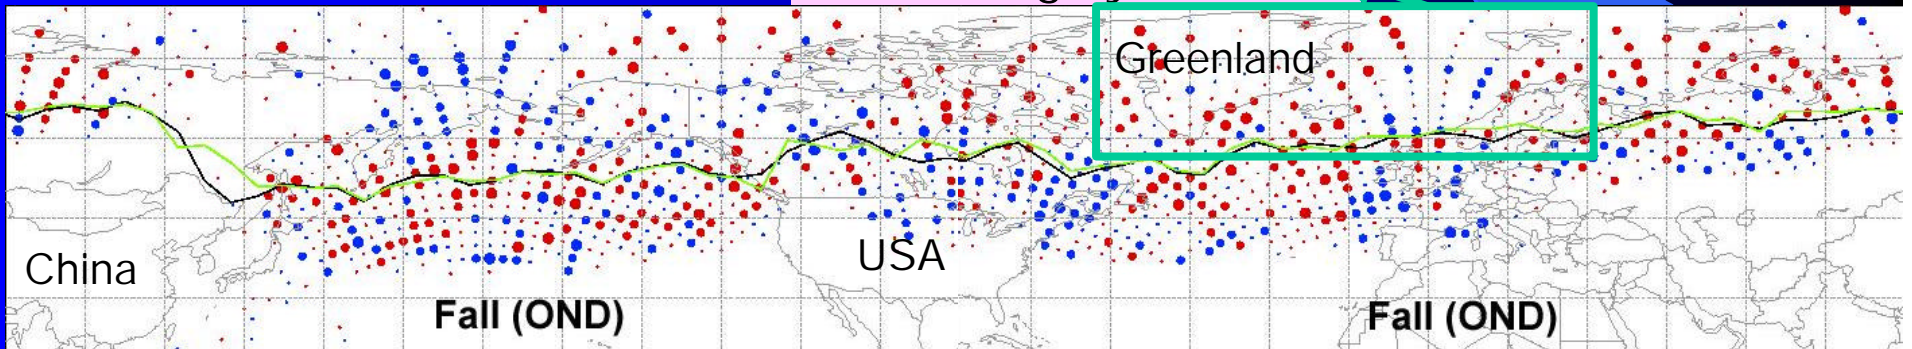 Greenland
China
USA
Fall (OND)
Fall (OND)